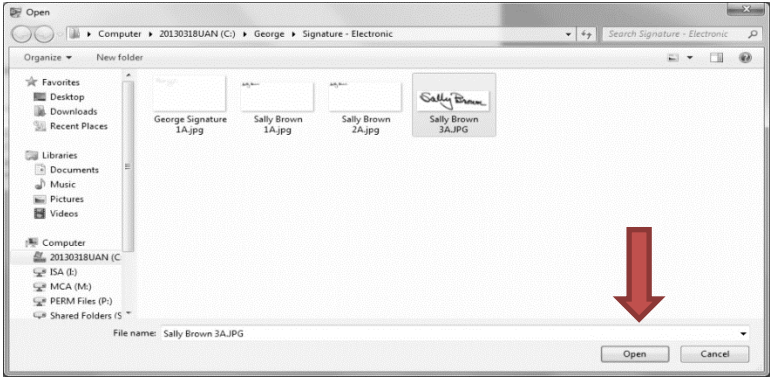 Open
Computer ▸ 20130318UAN (C:) ▸ George ▸ Signature - Electronic
Search Signature - Electronic
Organize
New folder
Favorites
Desktop
Downloads
Recent Places
Libraries
Documents
Music
Pictures
Videos
Computer
20130318UAN (C
ISA (I:)
MCA (M:)
PERM Files (P:)
Shared Folders (S
George Signature
1A.jpg
Sally Brown
1A.jpg
Sally Brown
2A.jpg
Sally Brown
Sally Brown
3A.JPG
File name: Sally Brown 3A.JPG
Open
Cancel